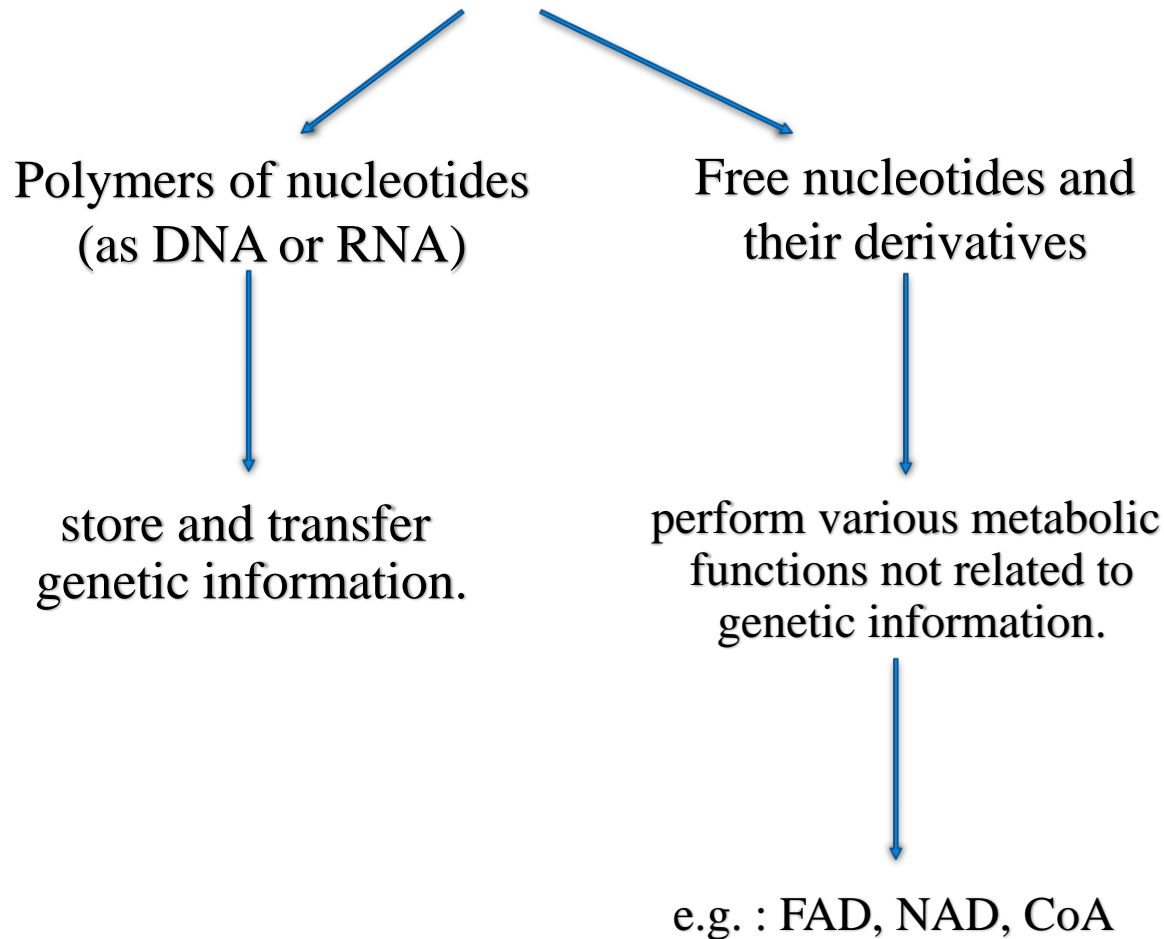 Polymers of nucleotides
(as DNA or RNA)
store and transfer
genetic information.
Free nucleotides and
their derivatives
perform various metabolic
functions not related to
genetic information.
e.g. : FAD, NAD, CoA